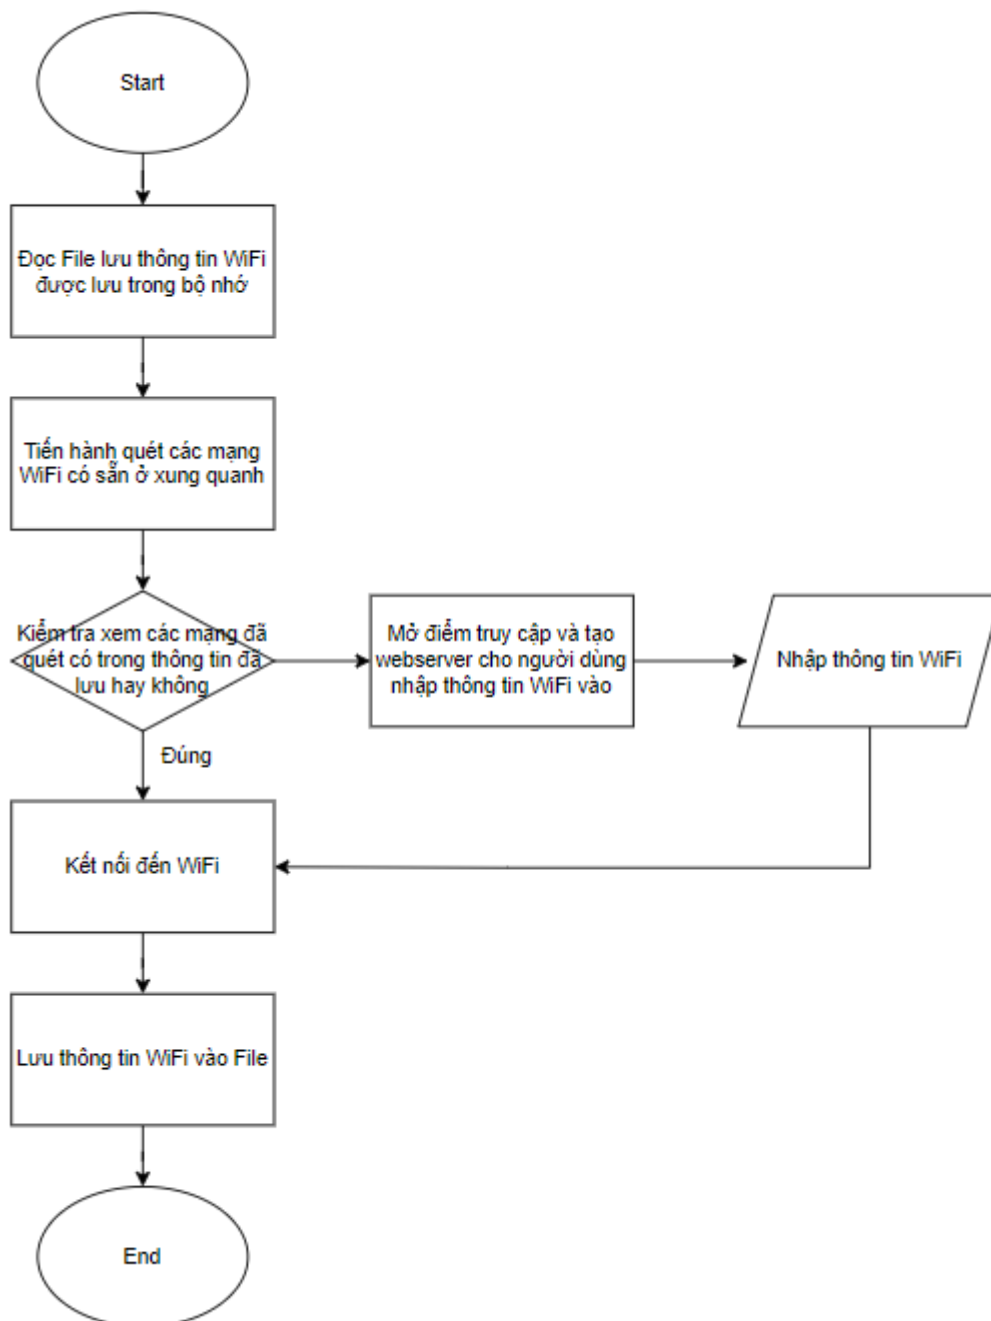 Start
Đọc File lưu thông tin WiFi
được lưu trong bộ nhớ
Tiến hành quét các mạng
WiFi có sẵn ở xung quanh
Kiểm tra xem các mạng đã
quét có trong thông tin đã
lưu hay không
Mở điểm truy cập và tạo
webserver cho người dùng
nhập thông tin WiFi vào
Nhập thông tin WiFi
Đúng
Kết nối đến WiFi
Lưu thông tin WiFi vào File
End